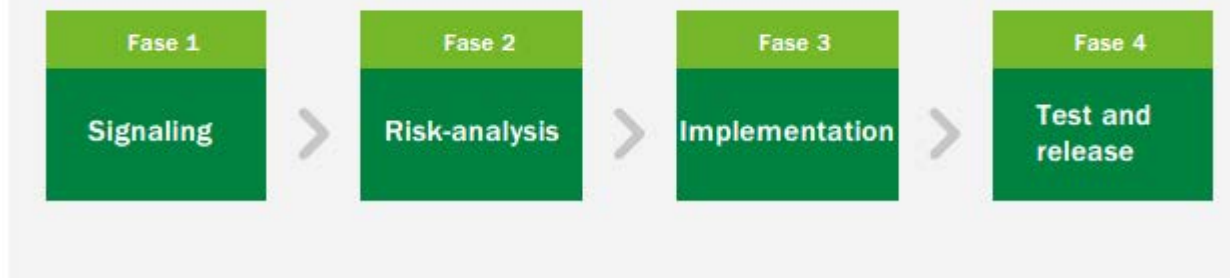 Fase 1
Signaling
Fase 2
Risk-analysis
Fase 3
Implementation
Fase 4
Test and
release